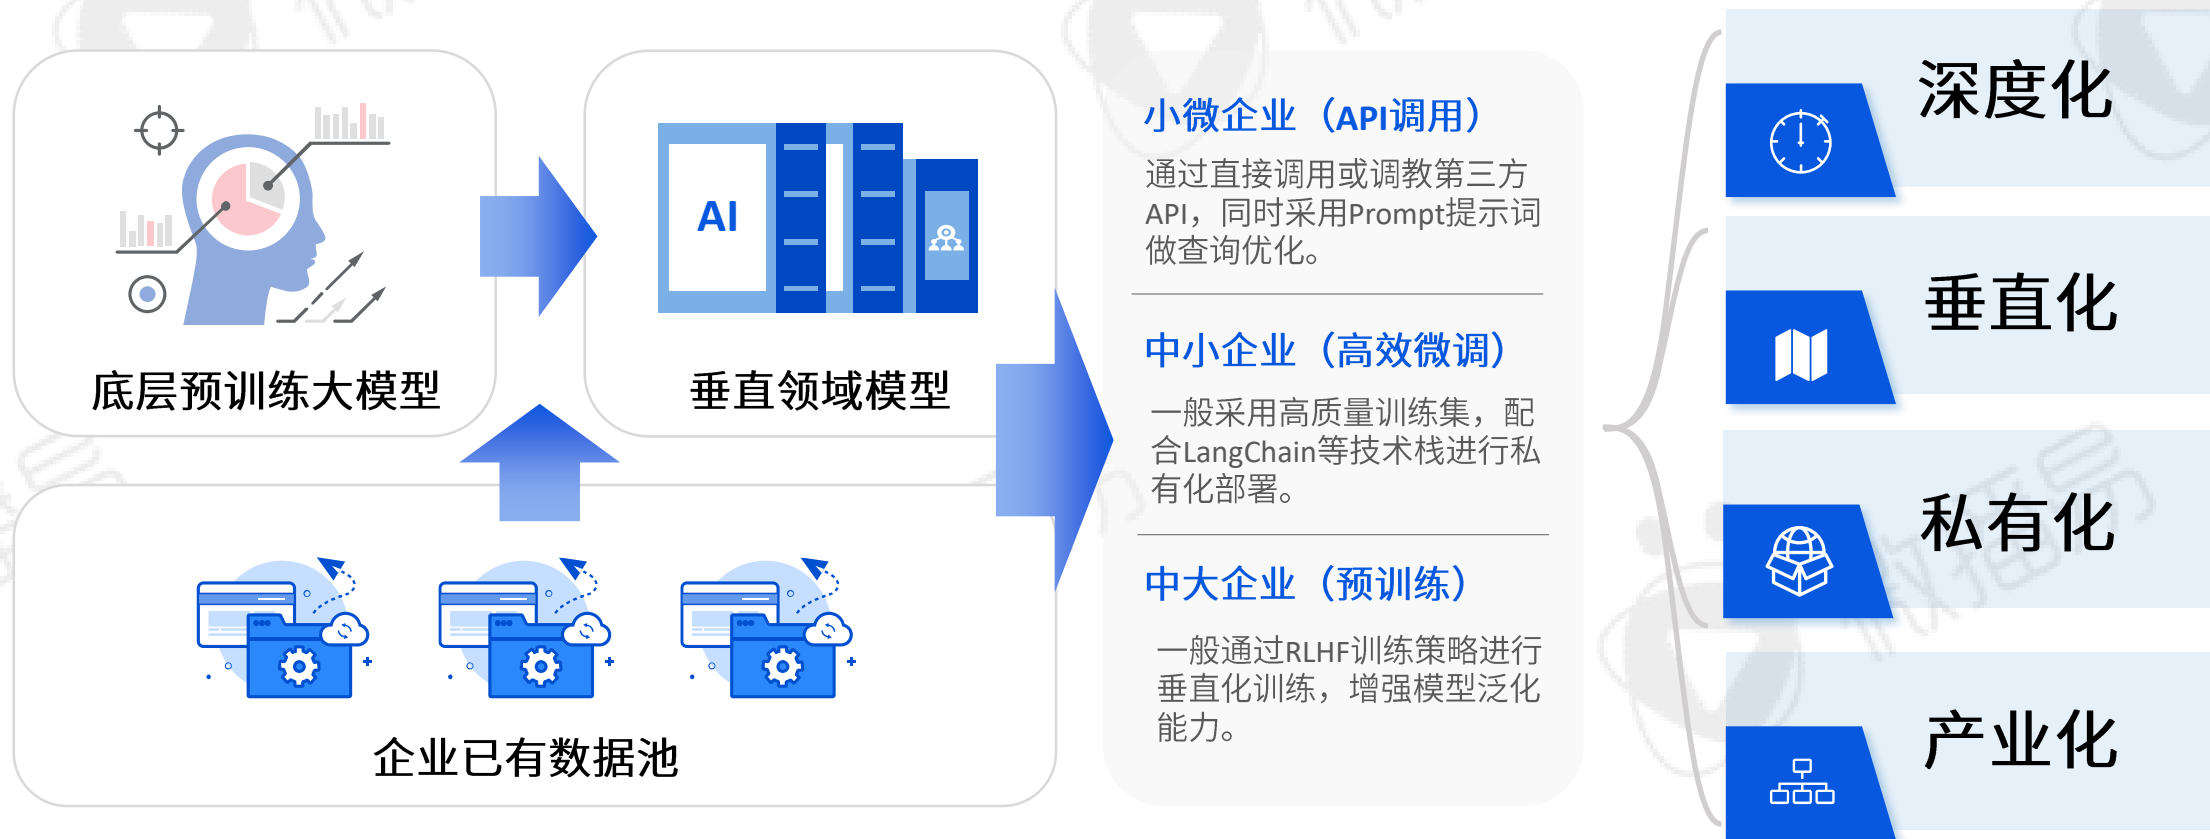 底层预训练大模型
AI
垂直领域模型
企业已有数据池
小微企业（API调用）
通过直接调用或调教第三方
API，同时采用Prompt提示词
做查询优化。
中小企业（高效微调）
一般采用高质量训练集，配
合LangChain等技术栈进行私
有化部署。
中大企业（预训练）
一般通过RLHF训练策略进行
垂直化训练，增强模型泛化
能力。
深度化
垂直化
私有化
产业化
微播易